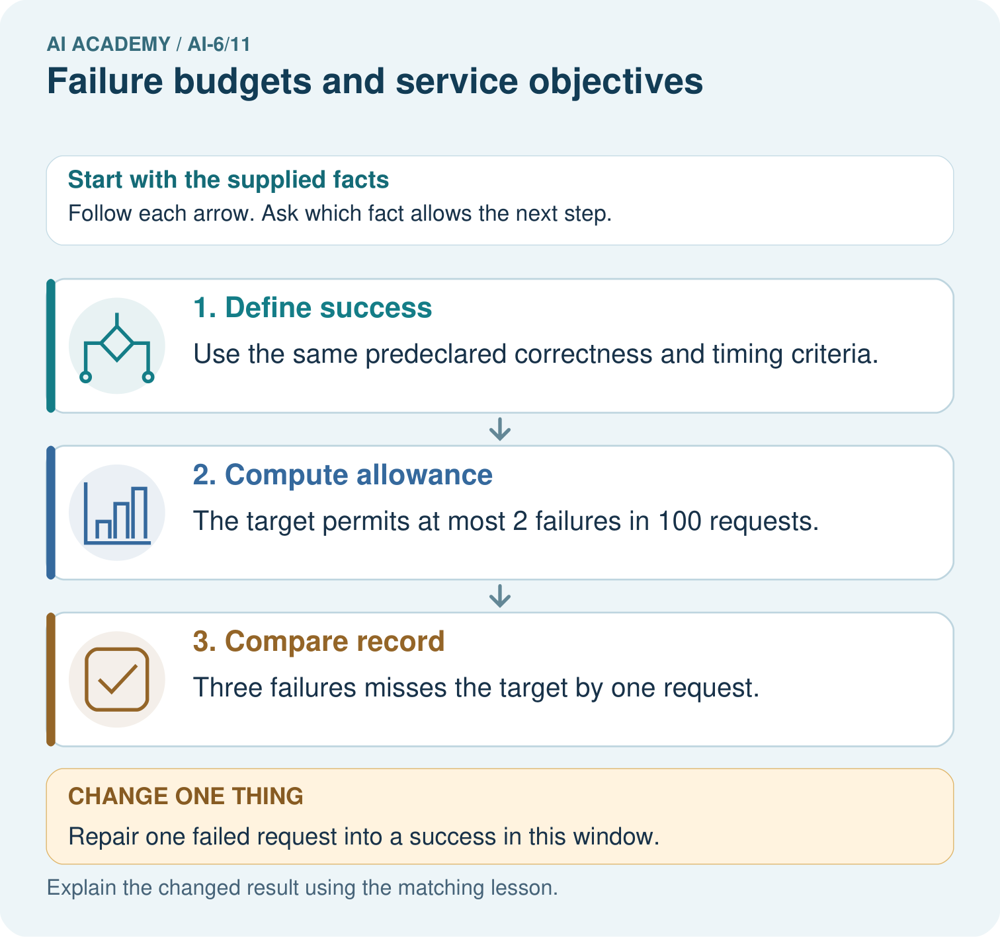 AI ACADEMY / AI-6/11
Failure budgets and service objectives
Start with the supplied facts
Follow each arrow. Ask which fact allows the next step.
1. Define success
Use the same predeclared correctness and timing criteria.
2. Compute allowance
The target permits at most 2 failures in 100 requests.
3. Compare record
Three failures misses the target by one request.
CHANGE ONE THING
Repair one failed request into a success in this window.
Explain the changed result using the matching lesson.